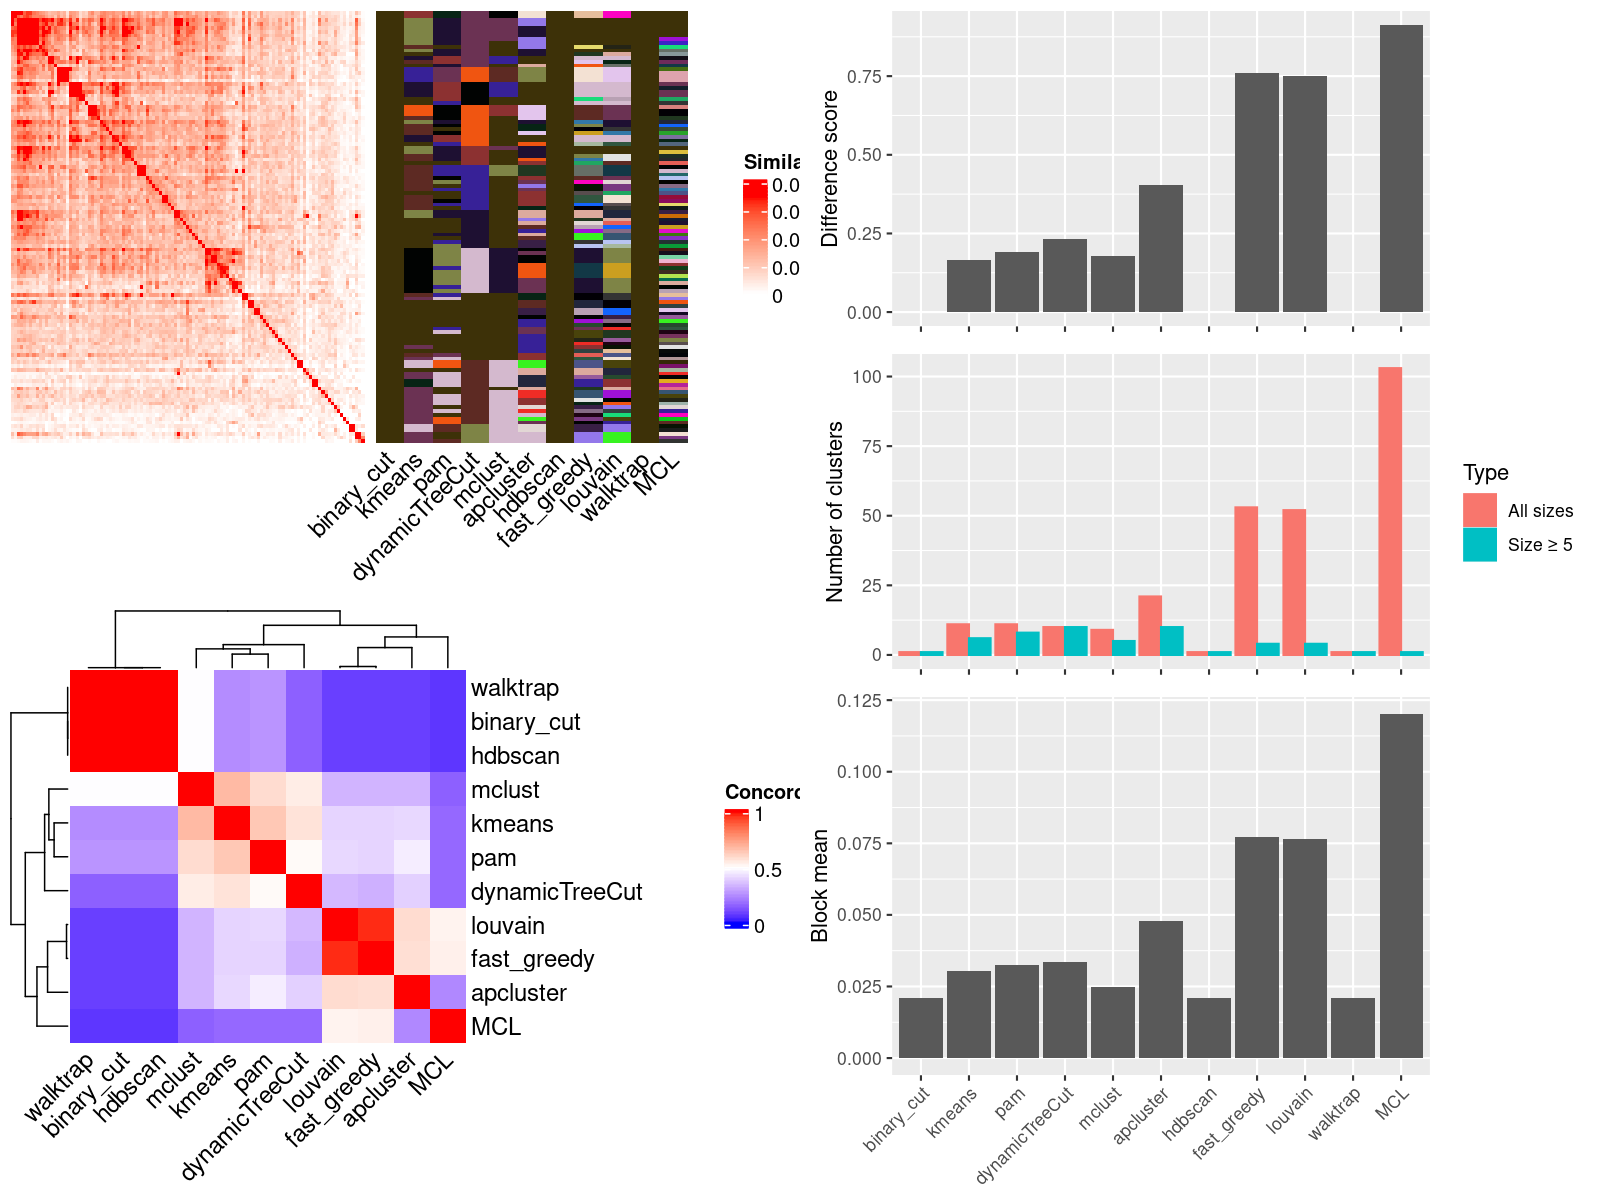 Simila
0.0
0.0
0.0
0.0
0
binary_cut
kmeans
pam
dynamicTreeCut
mclust
apcluster
hdbscan
fast_greedy
louvain
walktrap
MCL
walktrap
binary_cut
hdbscan
mclust
kmeans
pam
dynamicTreeCut
louvain
fast_greedy
apcluster
MCL
walktrap
binary_cut
hdbscan
mclust
kmeans
pam
dynamicTreeCut
louvain
fast_greedy
apcluster
MCL
Concord
1
0.5
0
Difference score
0.75
0.50
0.25
0.00
Number of clusters
100
75
50
25
0
Type
All sizes
Size ≥ 5
Block mean
0.125
0.100
0.075
0.050
0.025
0.000
binary_cut
kmeans
pam
dynamicTreeCut
mclust
apcluster
hdbscan
fast_greedy
louvain
walktrap
MCL